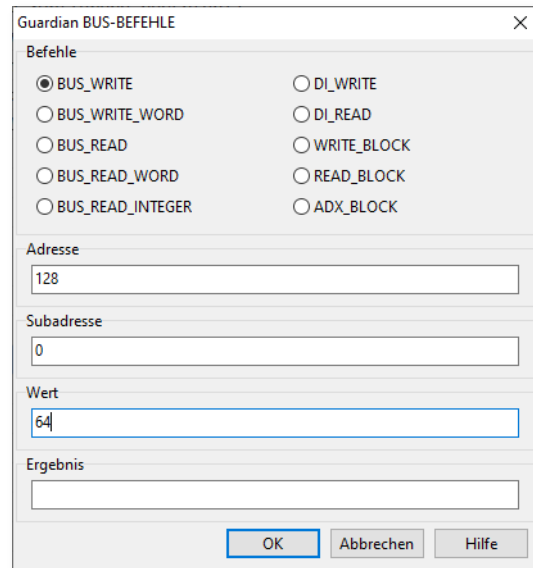 Guardian BUS-BEFEHLE
Befehle
BUS_WRITE
BUS_WRITE_WORD
BUS_READ
BUS_READ_WORD
BUS_READ_INTEGER
DI_WRITE
DI_READ
WRITE_BLOCK
READ_BLOCK
ADX_BLOCK
Adresse
128
Subadresse
0
Wert
64
Ergebnis
OK Abbrechen Hilfe